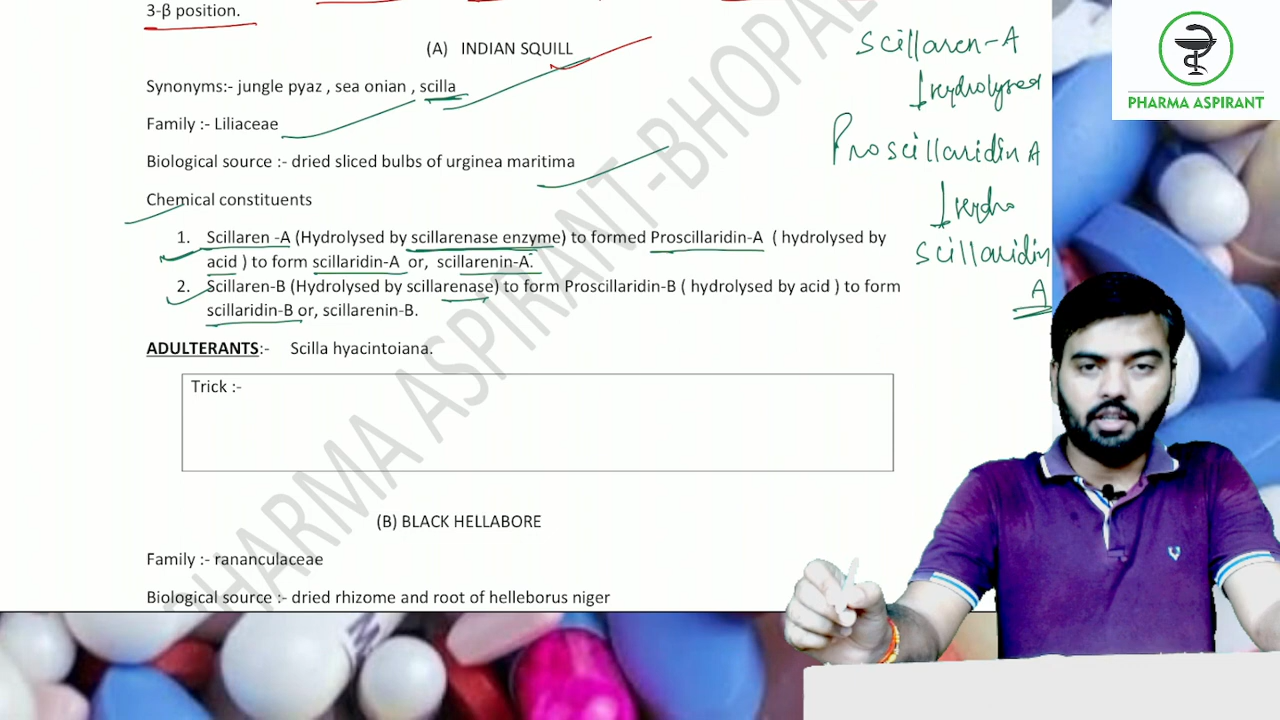 3-β position.
(A) INDIAN SQUILL
Synonyms:- jungle pyaz , sea onian , scilla
Family :- Liliaceae
Biological source :- dried sliced bulbs of urginea maritima
Chemical constituents
1. Scillaren -A (Hydrolysed by scillarenase enzyme) to formed Proscillaridin-A ( hydrolysed by
acid ) to form scillaridin-A or, scillarenin-A.
2. Scillaren-B (Hydrolysed by scillarenase) to form Proscillaridin-B ( hydrolysed by acid ) to form
scillaridin-B or, scillarenin-B.
ADULTERANTS:- Scilla hyacintoiana.
Trick :-
(B) BLACK HELLABORE
Family :- rananculaceae
Biological source :- dried rhizome and root of helleborus niger
Scillaren-A
hydrolysed
Proscillaridin A
hydro
scillaridin
A
PHARMA ASPIRANT-BHOPAL
PHARMA ASPIRANT